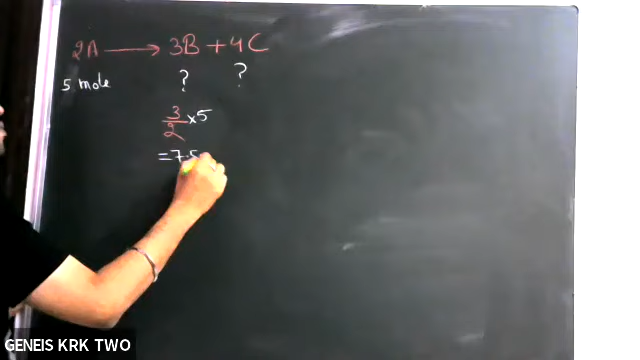 2A ⟶ 3B + 4C
5 mole ? ?
3/2 × 5
= 7.5
GENEIS KRK TWO